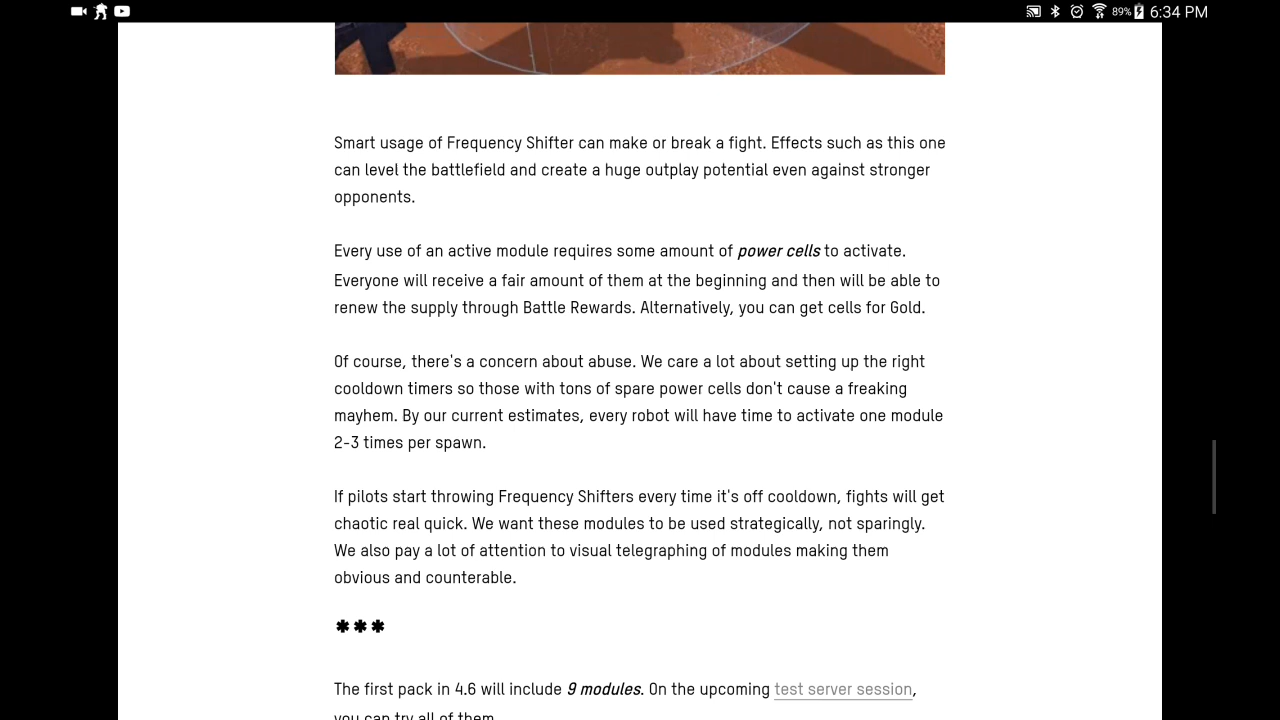 89% 6:34 PM
Smart usage of Frequency Shifter can make or break a fight. Effects such as this one
can level the battlefield and create a huge outplay potential even against stronger
opponents.
Every use of an active module requires some amount of power cells to activate.
Everyone will receive a fair amount of them at the beginning and then will be able to
renew the supply through Battle Rewards. Alternatively, you can get cells for Gold.
Of course, there's a concern about abuse. We care a lot about setting up the right
cooldown timers so those with tons of spare power cells don't cause a freaking
mayhem. By our current estimates, every robot will have time to activate one module
2-3 times per spawn.
If pilots start throwing Frequency Shifters every time it's off cooldown, fights will get
chaotic real quick. We want these modules to be used strategically, not sparingly.
We also pay a lot of attention to visual telegraphing of modules making them
obvious and counterable.
***
The first pack in 4.6 will include 9 modules. On the upcoming test server session,
you can try all of them